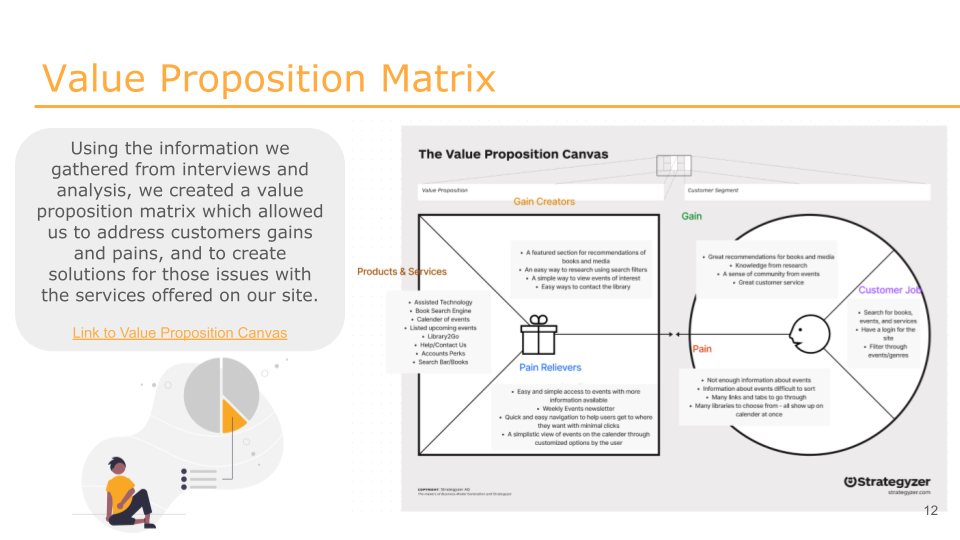 Value Proposition Matrix
Using the information we
gathered from interviews and
analysis, we created a value
proposition matrix which allowed
us to address customers gains
and pains, and to create
solutions for those issues with
the services offered on our site.
Link to Value Proposition Canvas
The Value Proposition Canvas
Value Proposition
Customer Segment
Gain Creators
• A featured section for recommendations of
books and media
• An easy way to research using search filters
• A simple way to view events of interest
• Easy ways to contact the library
Products & Services
• Assisted Technology
• Book Search Engine
• Calender of events
• Listed upcoming events
• Library2Go
• Help/Contact Us
• Accounts Perks
• Search Bar/Books
Pain Relievers
• Easy and simple access to events with more
information available
• Weekly Events newsletter
• Quick and easy navigation to help users get to where
they want with minimal clicks
• A simplistic view of events on the calender through
customized options by the user
Gain
• Great recommendations for books and media
• Knowledge from research
• A sense of community from events
• Great customer service
Customer Job
• Search for books,
events, and services
• Have a login for the
site
• Filter through
events/genres
Pain
• Not enough information about events
• Information about events difficult to sort
• Many links and tabs to go through
• Many libraries to choose from - all show up on
calender at once
COPYRIGHT: Strategyzer AG
The makers of Business Model Generation and Strategyzer
Strategyzer
strategyzer.com
12